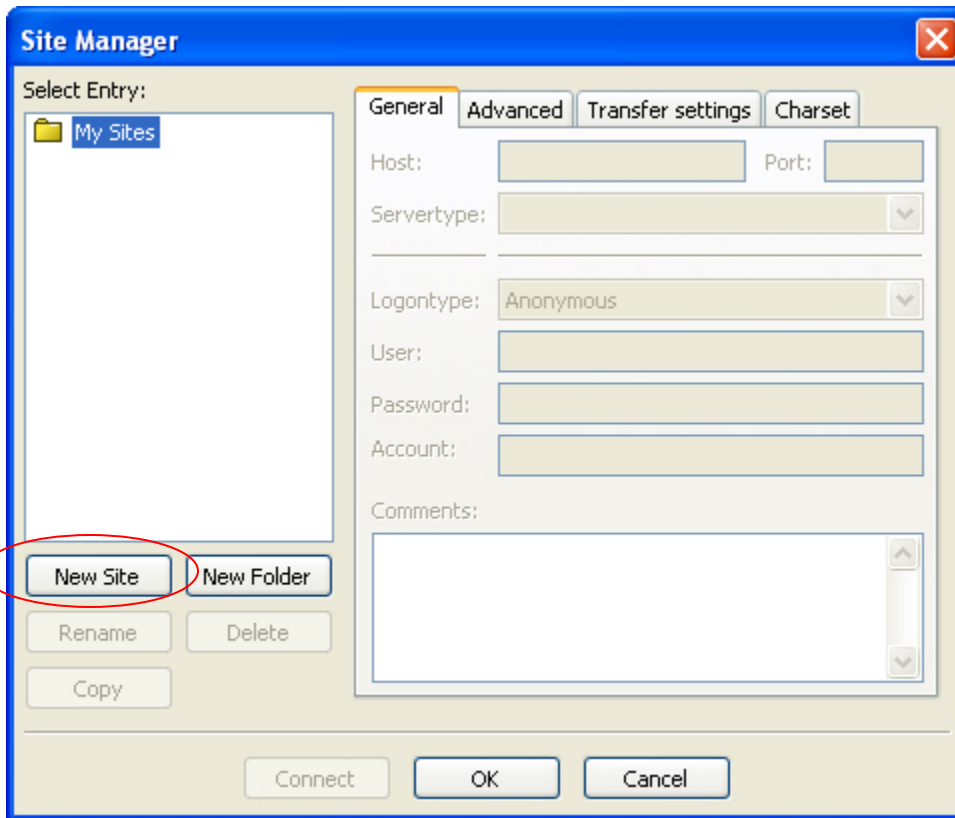 Site Manager
Select Entry:
My Sites
New Site New Folder
Rename Delete
Copy
General Advanced Transfer settings Charset
Host: Port:
Servertype:
Logontype: Anonymous
User:
Password:
Account:
Comments:
Connect OK Cancel